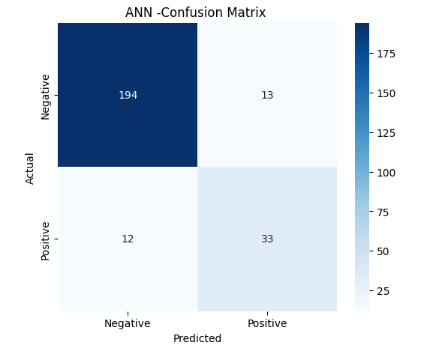 ANN -Confusion Matrix
Negative
194
13
Actual
Positive
12
33
Negative
Positive
Predicted
175
150
125
100
75
50
25